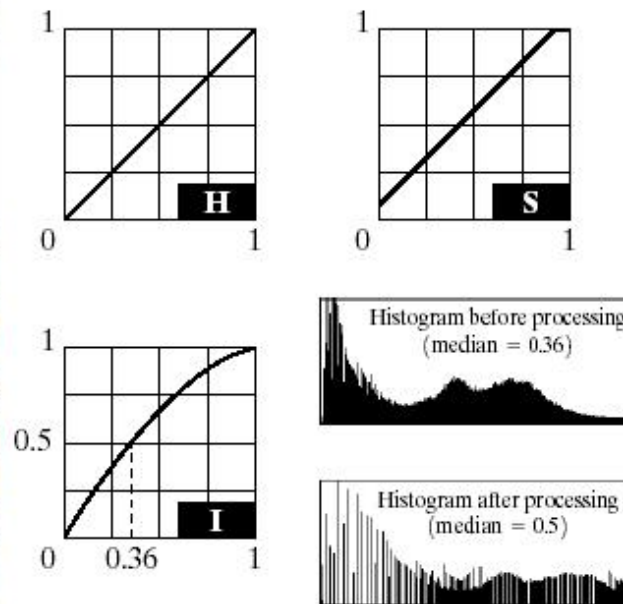 1
1
H
S
0
1
0
1
Histogram before processing
(median = 0.36)
1
0.5
I
0
0.36
1
Histogram after processing
(median = 0.5)